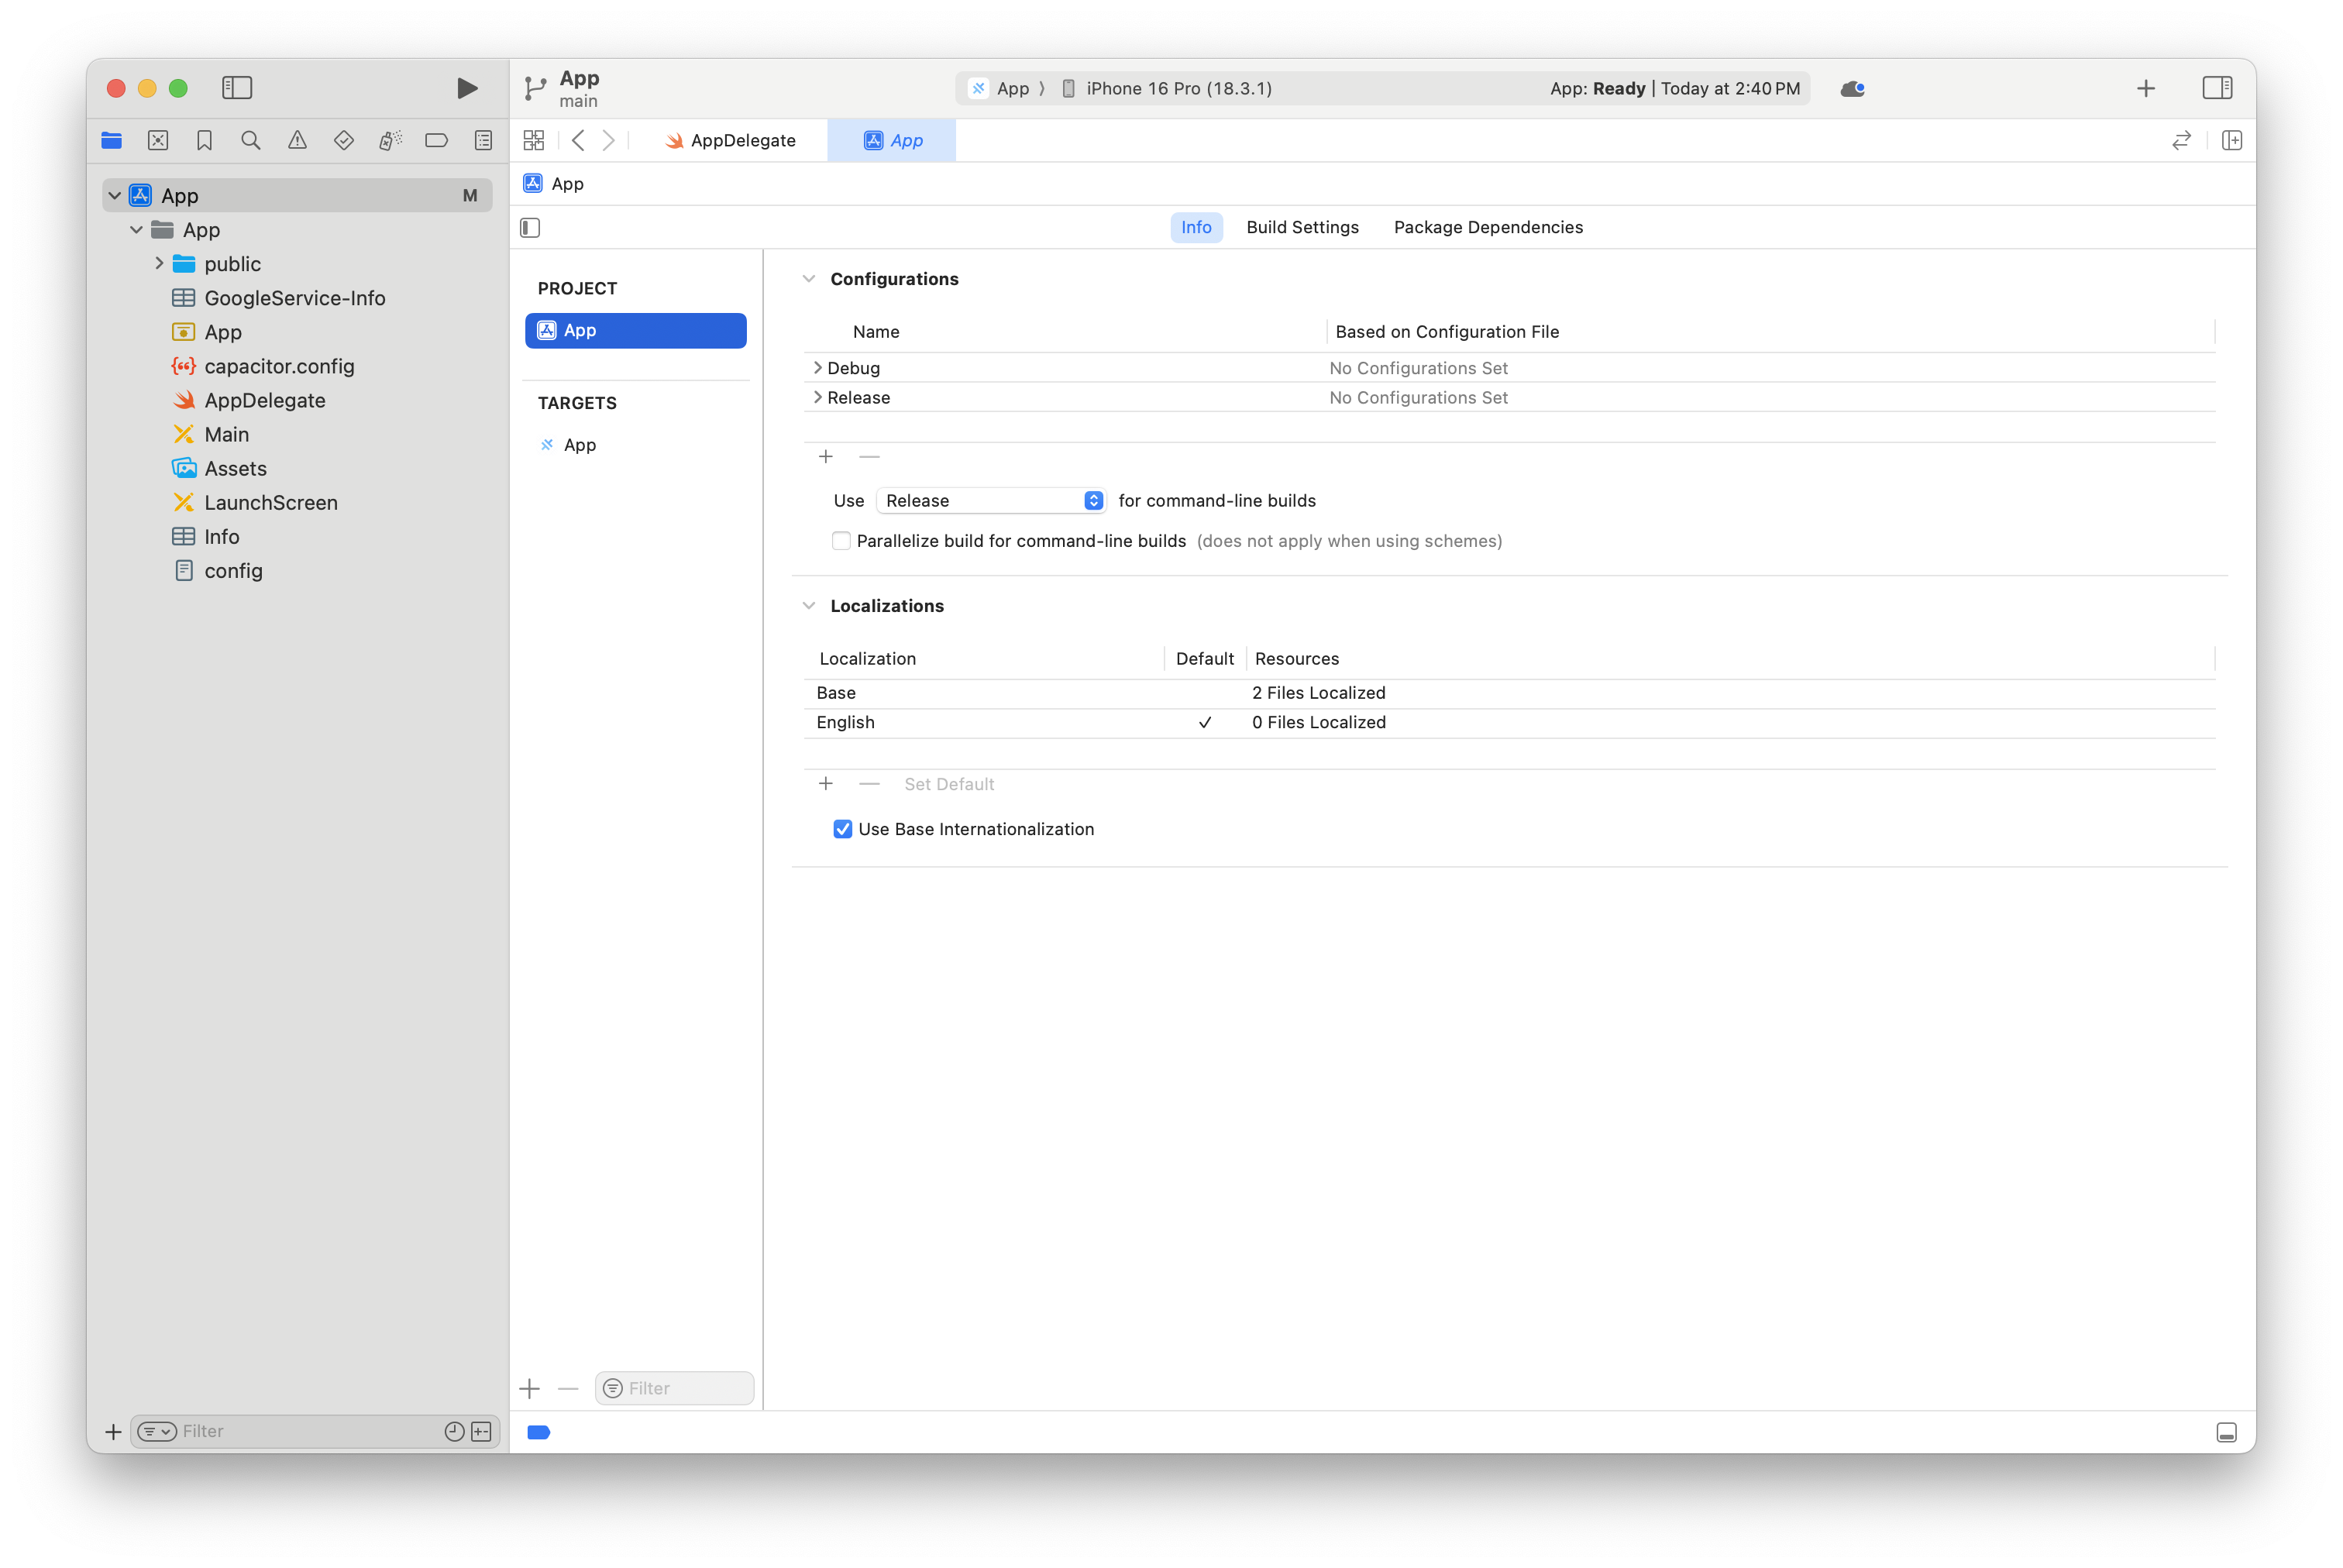 App
main
App
iPhone 16 Pro (18.3.1)
App: Ready | Today at 2:40 PM
AppDelegate
App
App
M
App
public
GoogleService-Info
App
capacitor.config
AppDelegate
Main
Assets
LaunchScreen
Info
config
Filter
App
Info
Build Settings
Package Dependencies
PROJECT
App
TARGETS
App
Filter
Configurations
Name
Based on Configuration File
Debug
No Configurations Set
Release
No Configurations Set
Use Release for command-line builds
Parallelize build for command-line builds (does not apply when using schemes)
Localizations
Localization
Default
Resources
Base
2 Files Localized
English
0 Files Localized
Set Default
Use Base Internationalization